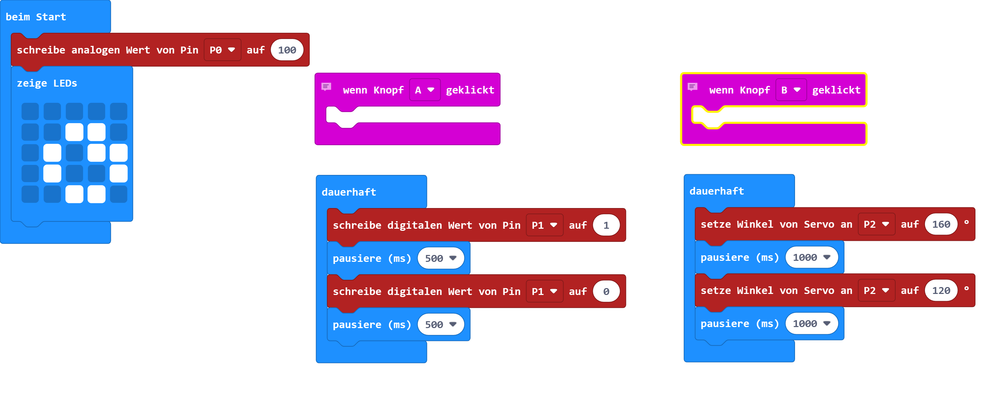 beim Start
schreibe analogen Wert von Pin P0 auf 100
zeige LEDs
wenn Knopf A geklickt
wenn Knopf B geklickt
dauerhaft
schreibe digitalen Wert von Pin P1 auf 1
pausiere (ms) 500
schreibe digitalen Wert von Pin P1 auf 0
pausiere (ms) 500
dauerhaft
setze Winkel von Servo an P2 auf 160 °
pausiere (ms) 1000
setze Winkel von Servo an P2 auf 120 °
pausiere (ms) 1000